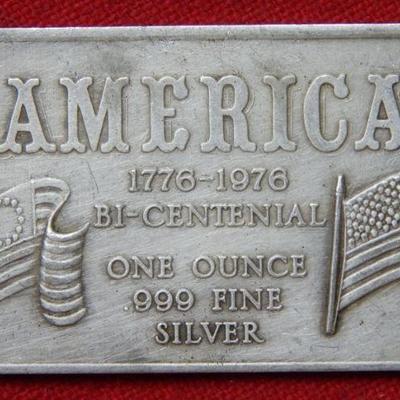 AMERICA
1776-1976
BI-CENTENIAL
ONE OUNCE
.999 FINE
SILVER